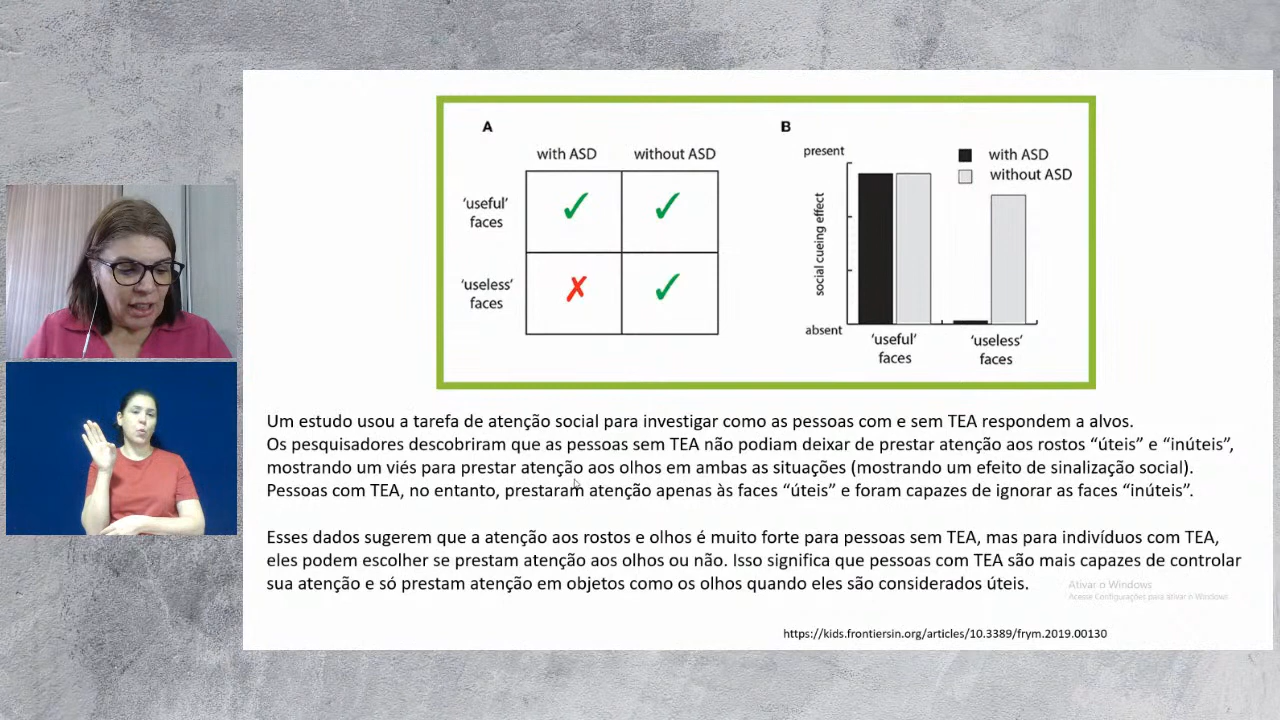 A
B
with ASD
without ASD
'useful'
faces
'useless'
faces
present
social cueing effect
absent
with ASD
without ASD
'useful'
faces
'useless'
faces
Um estudo usou a tarefa de atenção social para investigar como as pessoas com e sem TEA respondem a alvos.
Os pesquisadores descobriram que as pessoas sem TEA não podiam deixar de prestar atenção aos rostos “úteis” e “inúteis”,
mostrando um viés para prestar atenção aos olhos em ambas as situações (mostrando um efeito de sinalização social).
Pessoas com TEA, no entanto, prestaram atenção apenas às faces “úteis” e foram capazes de ignorar as faces “inúteis”.
Esses dados sugerem que a atenção aos rostos e olhos é muito forte para pessoas sem TEA, mas para indivíduos com TEA,
eles podem escolher se prestam atenção aos olhos ou não. Isso significa que pessoas com TEA são mais capazes de controlar
sua atenção e só prestam atenção em objetos como os olhos quando eles são considerados úteis.
Ativar o Windows
Acesse Configurações para ativar o Windows.
https://kids.frontiersin.org/articles/10.3389/frym.2019.00130